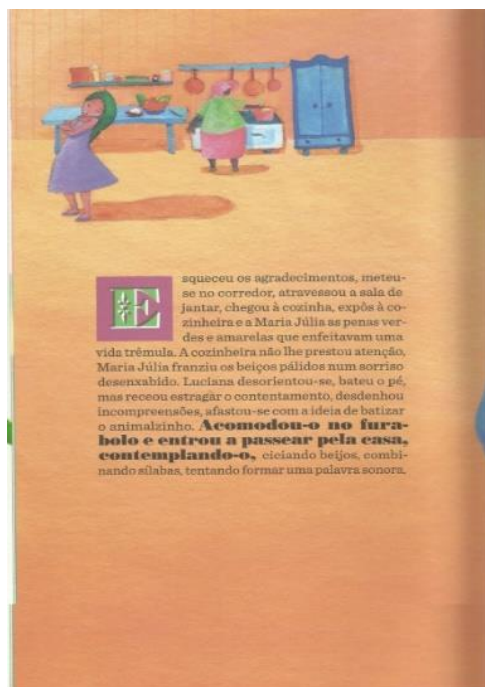 Esqueceu os agradecimentos, meteu-
se no corredor, atravessou a sala de
jantar, chegou à cozinha, expôs à co-
zinheira e a Maria Júlia as penas ver-
des e amarelas que enfeitavam uma
vida trêmula. A cozinheira não lhe prestou atenção,
Maria Júlia franziu os beiços pálidos num sorriso
desenxabido. Luciana desorientou-se, bateu o pé,
mas receou estragar o contentamento, desdenhou
incompreensões, afastou-se com a ideia de batizar
o animalzinho. Acomodou-o no fura-
bolo e entrou a passear pela casa,
contemplando-o, ciciando beijos, combi-
nando sílabas, tentando formar uma palavra sonora.